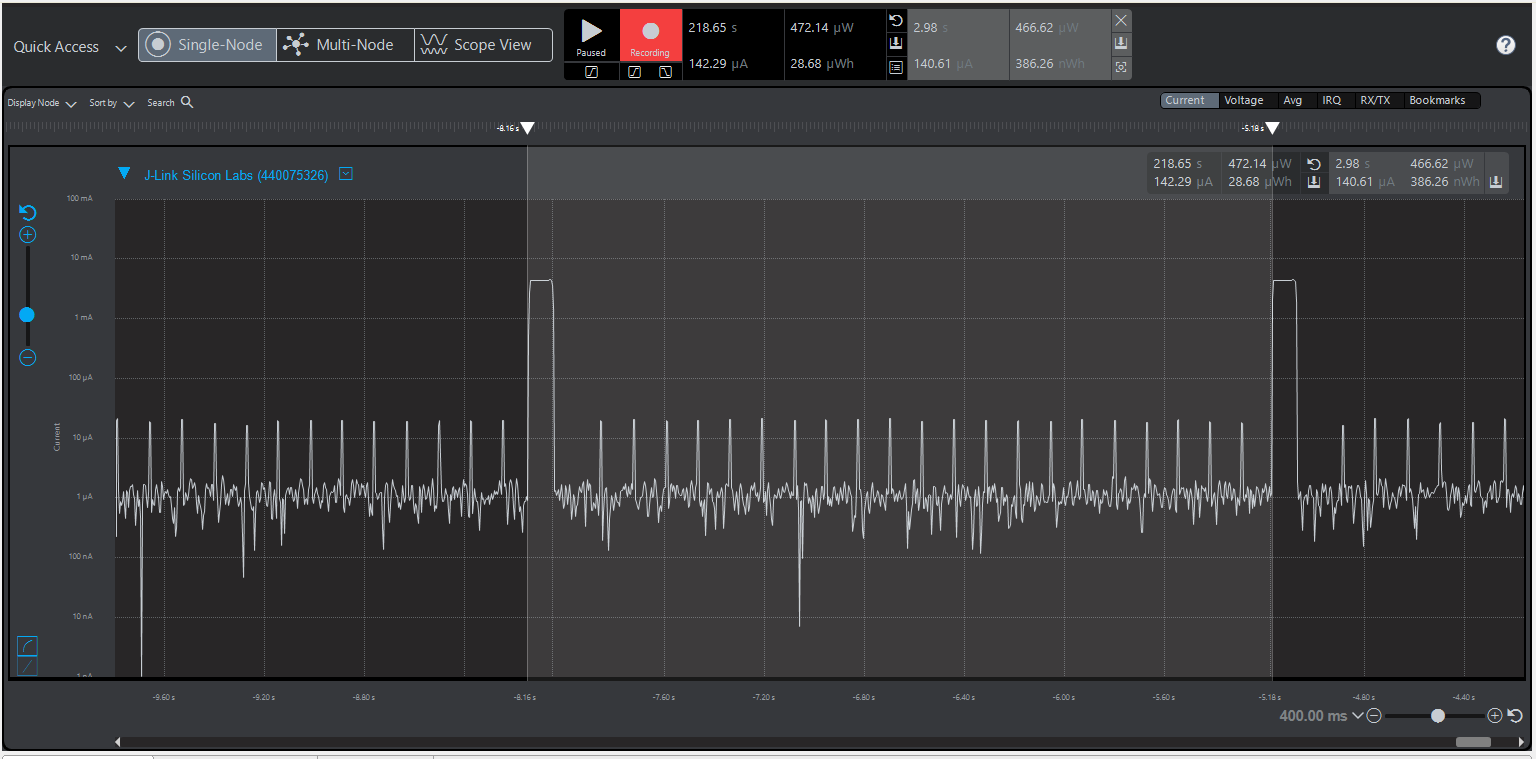 Quick Access
Single-Node
Multi-Node
Scope View
Paused
Recording
218.65 s 472.14 µW
142.29 µA 28.68 µWh
2.98 s 466.62 µW
140.61 µA 386.26 nWh
Display Node Sort by Search
Current Voltage Avg IRQ RX/TX Bookmarks
-8.16 s -5.18 s
J-Link Silicon Labs (440075326)
218.65 s 472.14 µW 2.98 s 466.62 µW
142.29 µA 28.68 µWh 140.61 µA 386.26 nWh
100 mA
10 mA
1 mA
100 µA
10 µA
1 µA
100 nA
10 nA
1 nA
Current
-9.60 s -9.20 s -8.80 s -8.16 s -7.60 s -7.20 s -6.80 s -6.40 s -6.00 s -5.60 s -5.18 s -4.80 s -4.40 s
400.00 ms